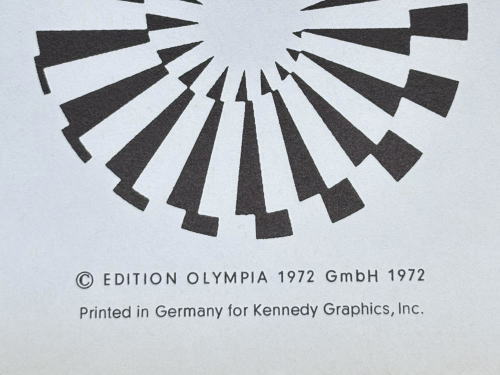 © EDITION OLYMPIA 1972 GmbH 1972
Printed in Germany for Kennedy Graphics, Inc.